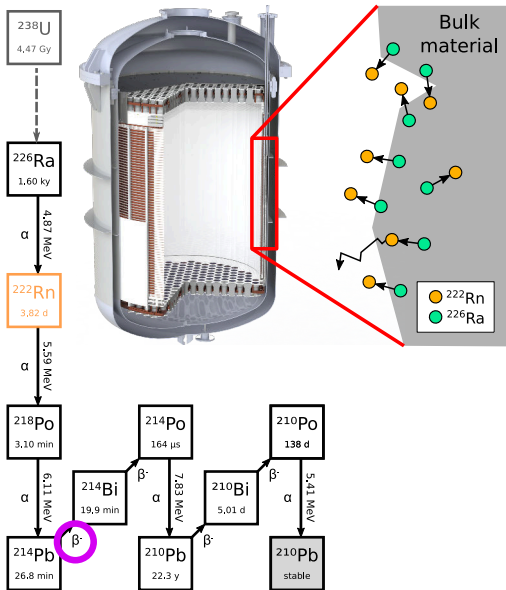 238U
4,47 Gy
226Ra
1.60 ky
α
4.87 MeV
222Rn
3,82 d
α
5.59 MeV
218Po
3,10 min
α
6.11 MeV
214Pb
26.8 min
β-
214Bi
19,9 min
β-
214Po
164 μs
α
7.83 MeV
210Pb
22.3 y
β-
210Bi
5,01 d
β-
210Po
138 d
α
5.41 MeV
210Pb
stable
Bulk
material
222Rn
226Ra